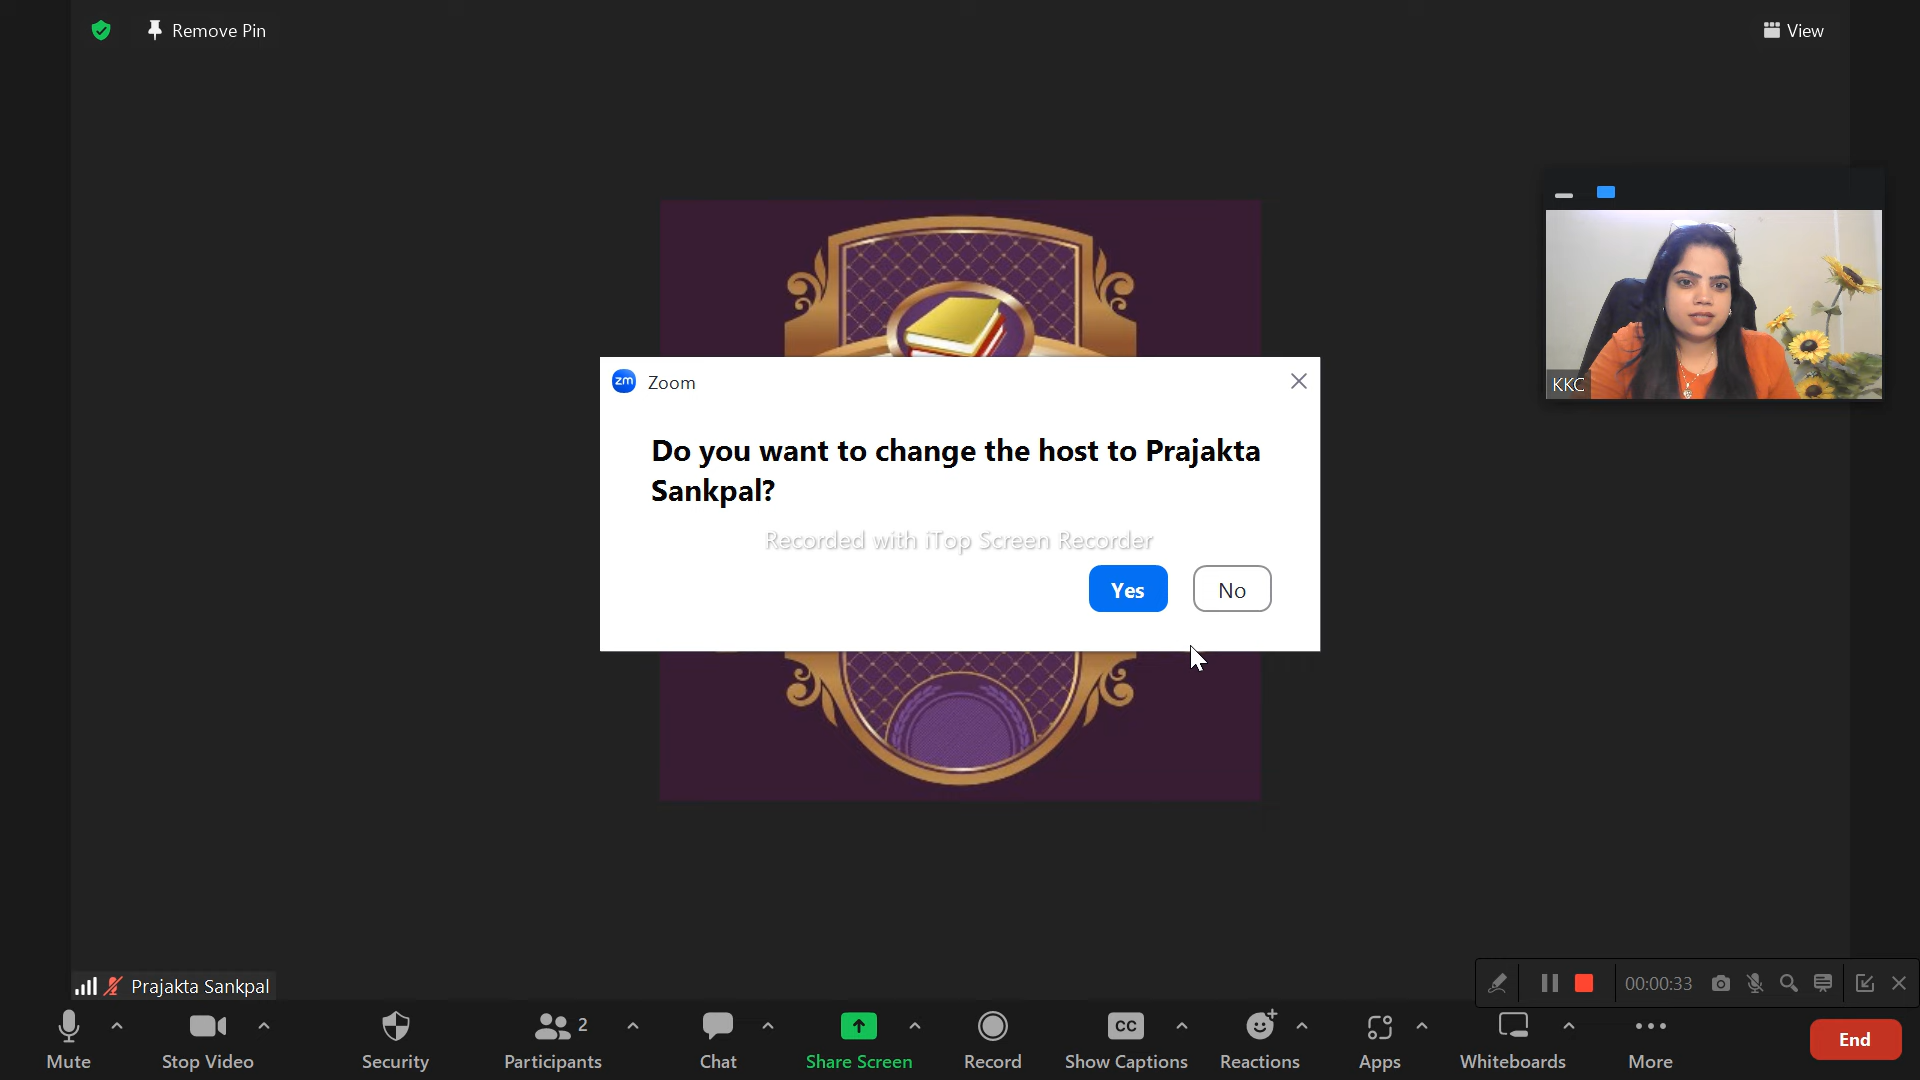 Remove Pin
View
KKC
zm Zoom
Do you want to change the host to Prajakta
Sankpal?
Recorded with iTop Screen Recorder
Yes
No
Prajakta Sankpal
00:00:33
2
CC
Mute
Stop Video
Security
Participants
Chat
Share Screen
Record
Show Captions
Reactions
Apps
Whiteboards
More
End